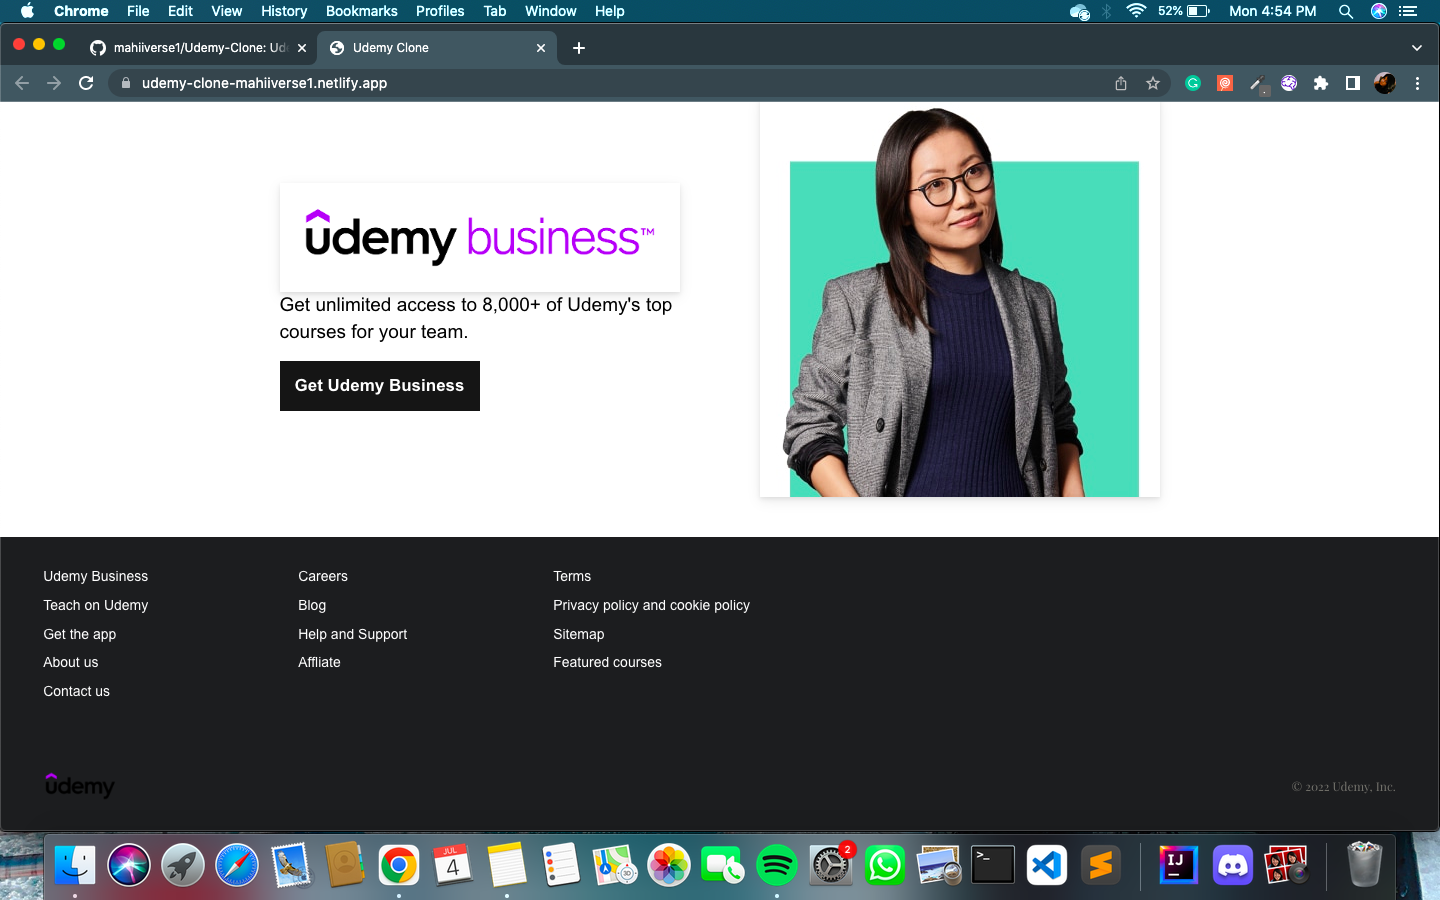 Chrome File Edit View History Bookmarks Profiles Tab Window Help 52% Mon 4:54 PM
mahiiverse1/Udemy-Clone: Ud Udemy Clone
udemy-clone-mahiiverse1.netlify.app
udemy business™
Get unlimited access to 8,000+ of Udemy's top
courses for your team.
Get Udemy Business
Udemy Business Careers Terms
Teach on Udemy Blog Privacy policy and cookie policy
Get the app Help and Support Sitemap
About us Affliate Featured courses
Contact us
udemy © 2022 Udemy, Inc.
JUL
4
3D
2
>_
IJ